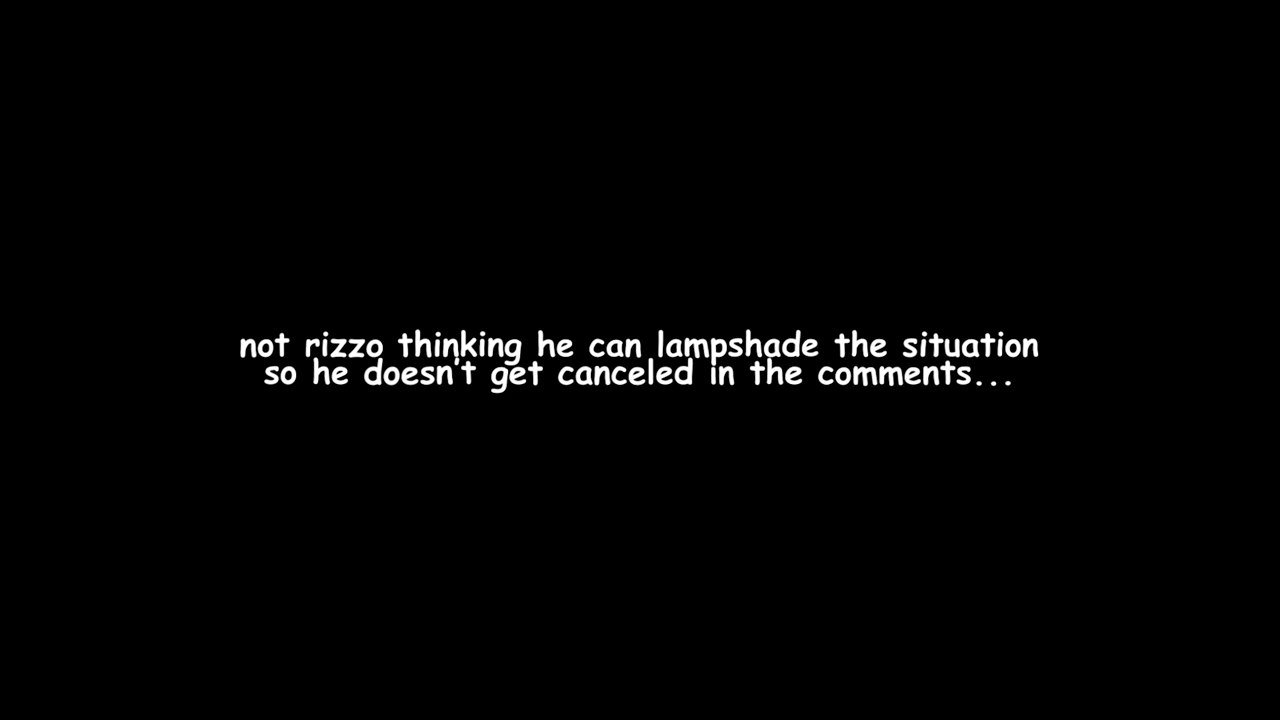 not rizzo thinking he can lampshade the situation
so he doesn't get canceled in the comments...